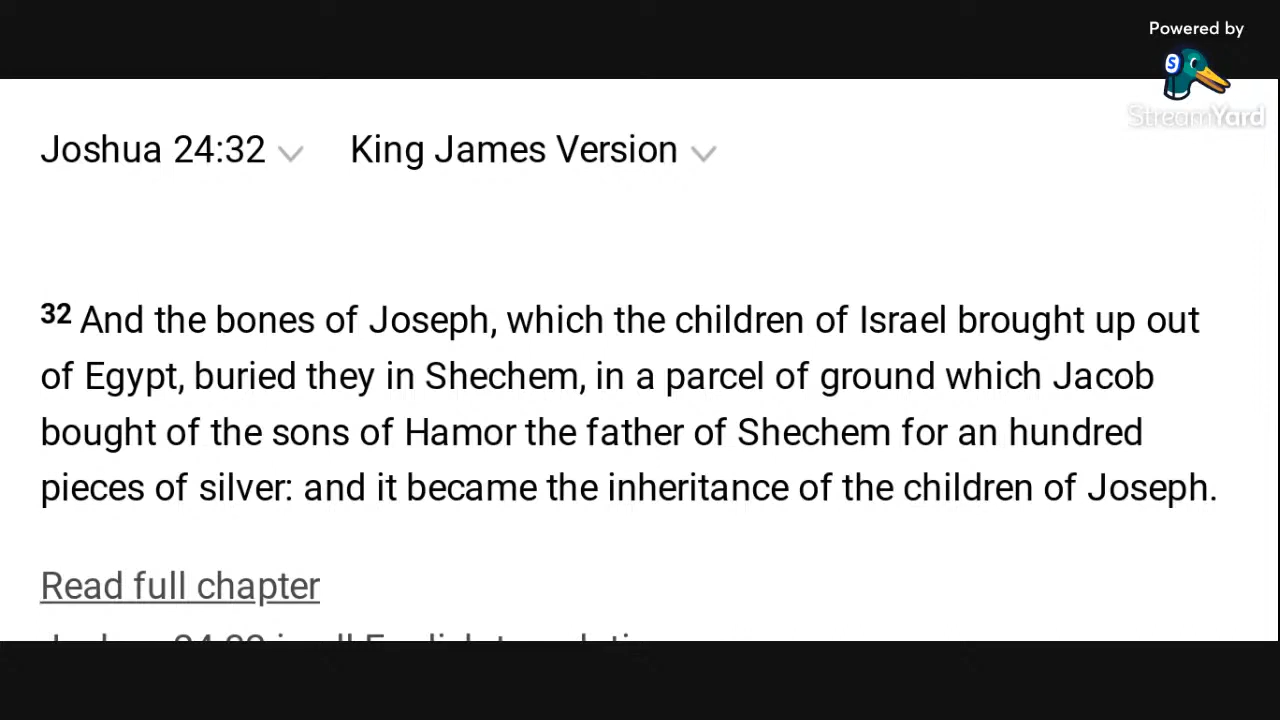 Powered by
S
StreamYard
Joshua 24:32 King James Version
32 And the bones of Joseph, which the children of Israel brought up out
of Egypt, buried they in Shechem, in a parcel of ground which Jacob
bought of the sons of Hamor the father of Shechem for an hundred
pieces of silver: and it became the inheritance of the children of Joseph.
Read full chapter